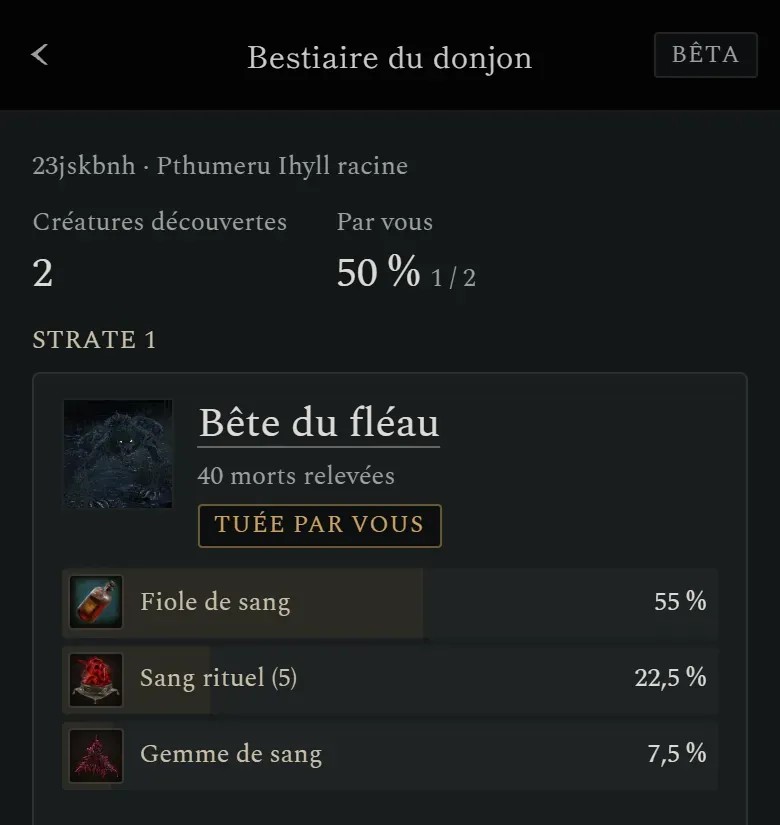 Bestiaire du donjon
BÊTA
23jskbnh · Pthumeru Ihyll racine
Créatures découvertes
Par vous
2
50 % 1 / 2
STRATE 1
Bête du fléau
40 morts relevées
TUÉE PAR VOUS
Fiole de sang
55 %
Sang rituel (5)
22,5 %
Gemme de sang
7,5 %